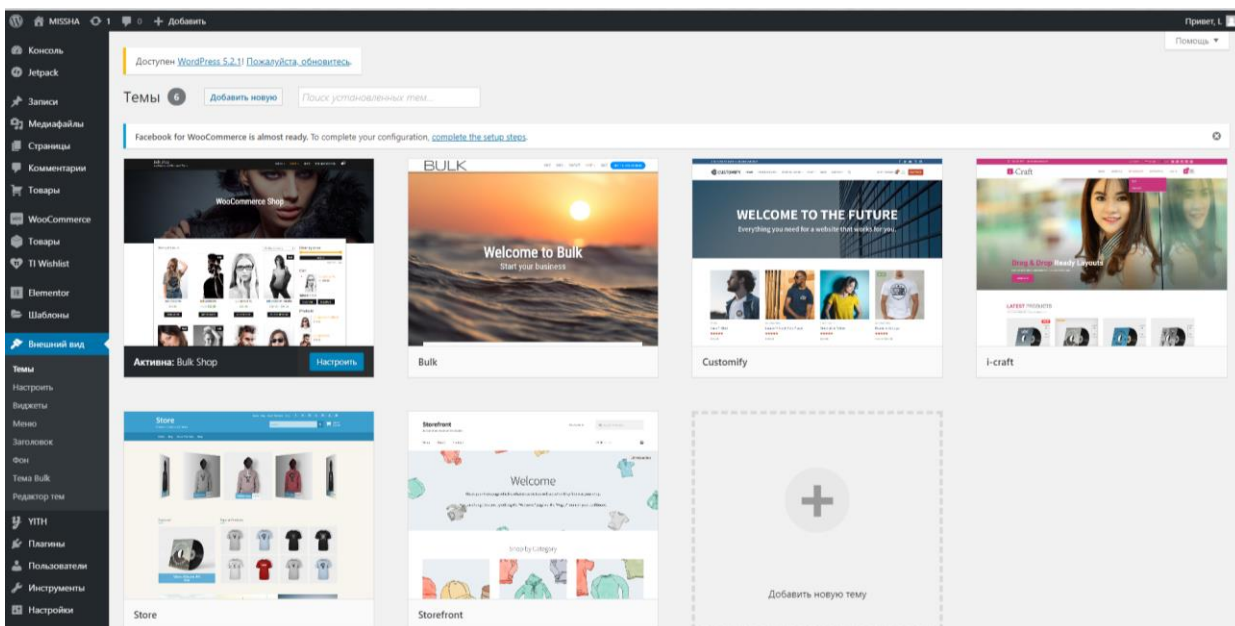 MISSHA 1 0 + Добавить Привет, I.
Помощь
Консоль
Jetpack
Записи
Медиафайлы
Страницы
Комментарии
Товары
WooCommerce
Товары
TI Wishlist
Elementor
Шаблоны
Внешний вид
Темы
Настроить
Виджеты
Меню
Заголовок
Фон
Тема Bulk
Редактор тем
YITH
Плагины
Пользователи
Инструменты
Настройки
Доступен WordPress 5.2.1! Пожалуйста, обновитесь.
Темы 6 Добавить новую Поиск установленных тем...
Facebook for WooCommerce is almost ready. To complete your configuration, complete the setup steps.
WooCommerce Shop
Активна: Bulk Shop Настроить
BULK
Welcome to Bulk
Start your business
Bulk
CUSTOMIFY
WELCOME TO THE FUTURE
Everything you need for a website that works for you.
Customify
i-Craft
Drag & Drop Ready Layouts
LATEST PRODUCTS
i-craft
Store
Store
Storefront
Welcome
Shop by Category
Storefront
Добавить новую тему